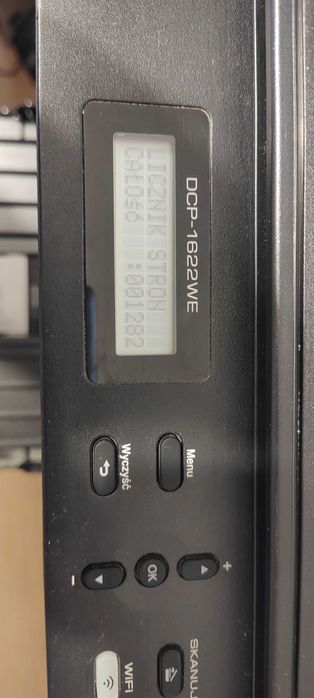 DCP-1622WE
LICZNIK STRON
CAŁOŚĆ :001282
Menu
Wyczyść
+
OK
-
SKANUJ
WiFi